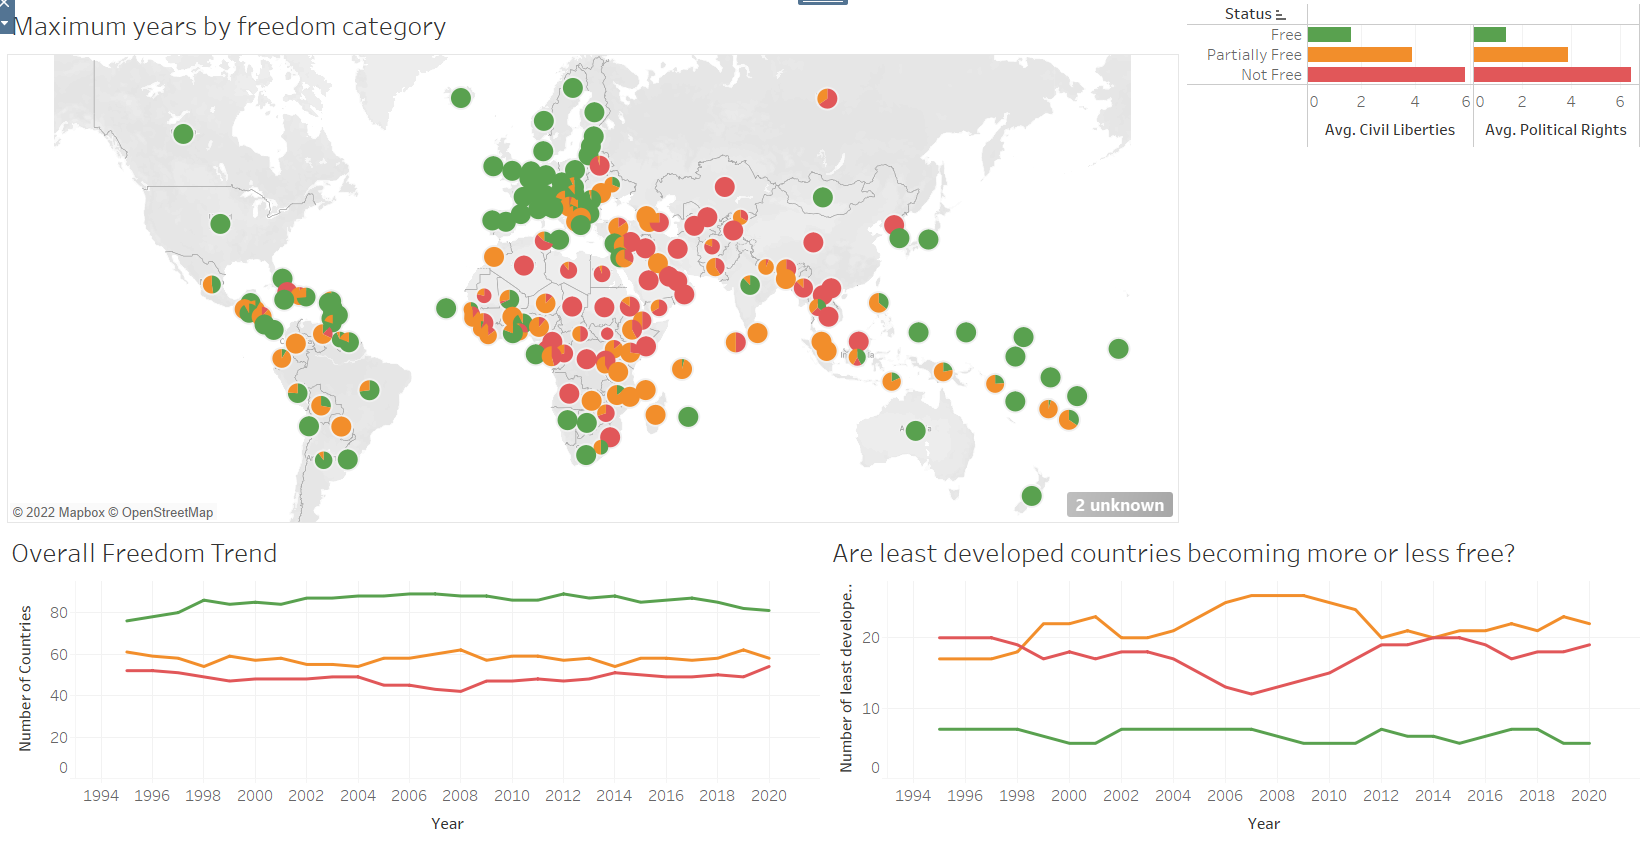 Maximum years by freedom category
Status
Free
Partially Free
Not Free
0 2 4 6 0 2 4 6
Avg. Civil Liberties Avg. Political Rights
© 2022 Mapbox © OpenStreetMap
2 unknown
Overall Freedom Trend
Number of Countries
80
60
40
20
0
1994 1996 1998 2000 2002 2004 2006 2008 2010 2012 2014 2016 2018 2020
Year
Are least developed countries becoming more or less free?
Number of least develope..
20
10
0
1994 1996 1998 2000 2002 2004 2006 2008 2010 2012 2014 2016 2018 2020
Year